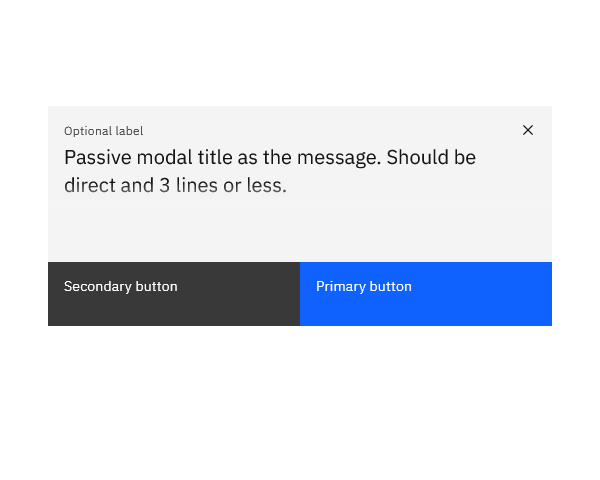 Optional label
Passive modal title as the message. Should be
direct and 3 lines or less.
Secondary button
Primary button